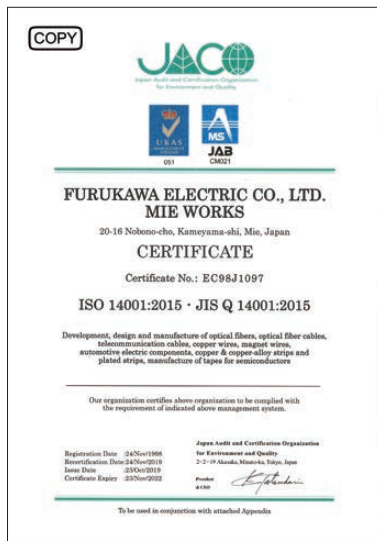 COPY
JACO
Japan Audit and Certification Organization
for Environment and Quality
UKAS
MANAGEMENT
SYSTEMS
051
MS
JAB
CM021
FURUKAWA ELECTRIC CO., LTD.
MIE WORKS
20-16 Nobono-cho, Kameyama-shi, Mie, Japan
CERTIFICATE
Certificate No.: EC98J1097
ISO 14001:2015・JIS Q 14001:2015
Development, design and manufacture of optical fibers, optical fiber cables,
telecommunication cables, copper wires, magnet wires,
automotive electric components, copper & copper-alloy strips and
plated strips, manufacture of tapes for semiconductors
Our organization certifies above organization to be complied with
the requirement of indicated above management system.
Japan Audit and Certification Organization
for Environment and Quality
2-2-19 Akasaka, Minato-ku, Tokyo, Japan
President
& CEO
Registration Date :24/Nov/1998
Recertification Date:24/Nov/2019
Issue Date :23/Oct/2019
Certificate Expiry :23/Nov/2022
To be used in conjunction with attached Appendix